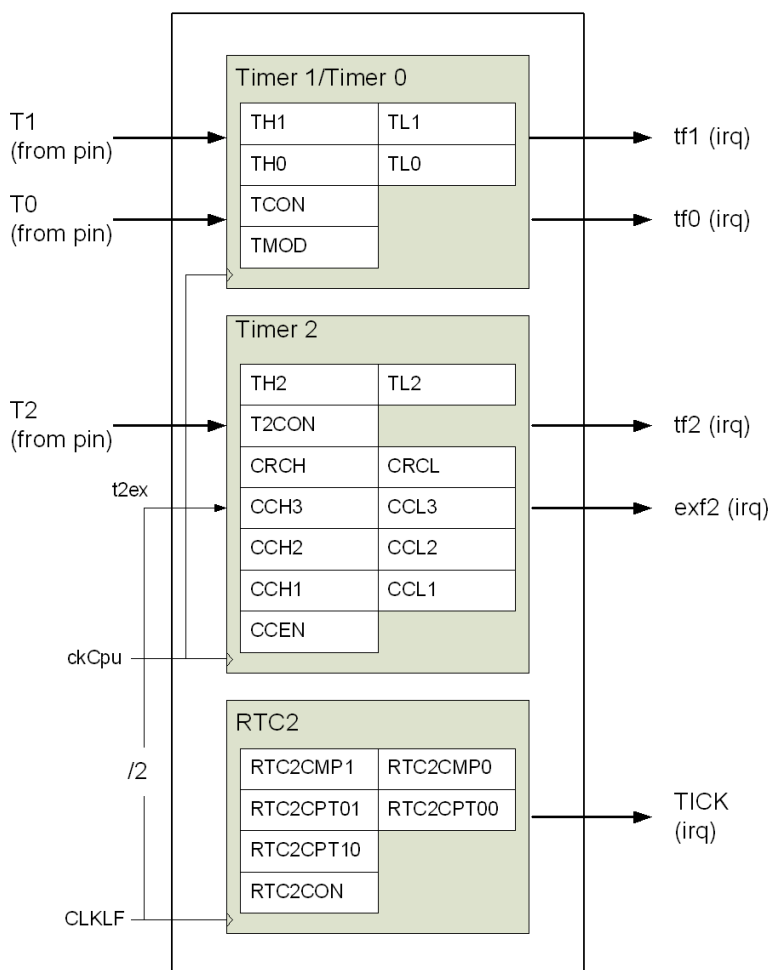 Timer 1/Timer 0
T1
(from pin)
TH1 TL1
tf1 (irq)
TH0 TL0
T0
(from pin)
TCON
tf0 (irq)
TMOD
Timer 2
TH2 TL2
T2
(from pin)
T2CON
tf2 (irq)
CRCH CRCL
t2ex
CCH3 CCL3
exf2 (irq)
CCH2 CCL2
CCH1 CCL1
CCEN
ckCpu
RTC2
/2
RTC2CMP1 RTC2CMP0
RTC2CPT01 RTC2CPT00
TICK
(irq)
RTC2CPT10
RTC2CON
CLKLF